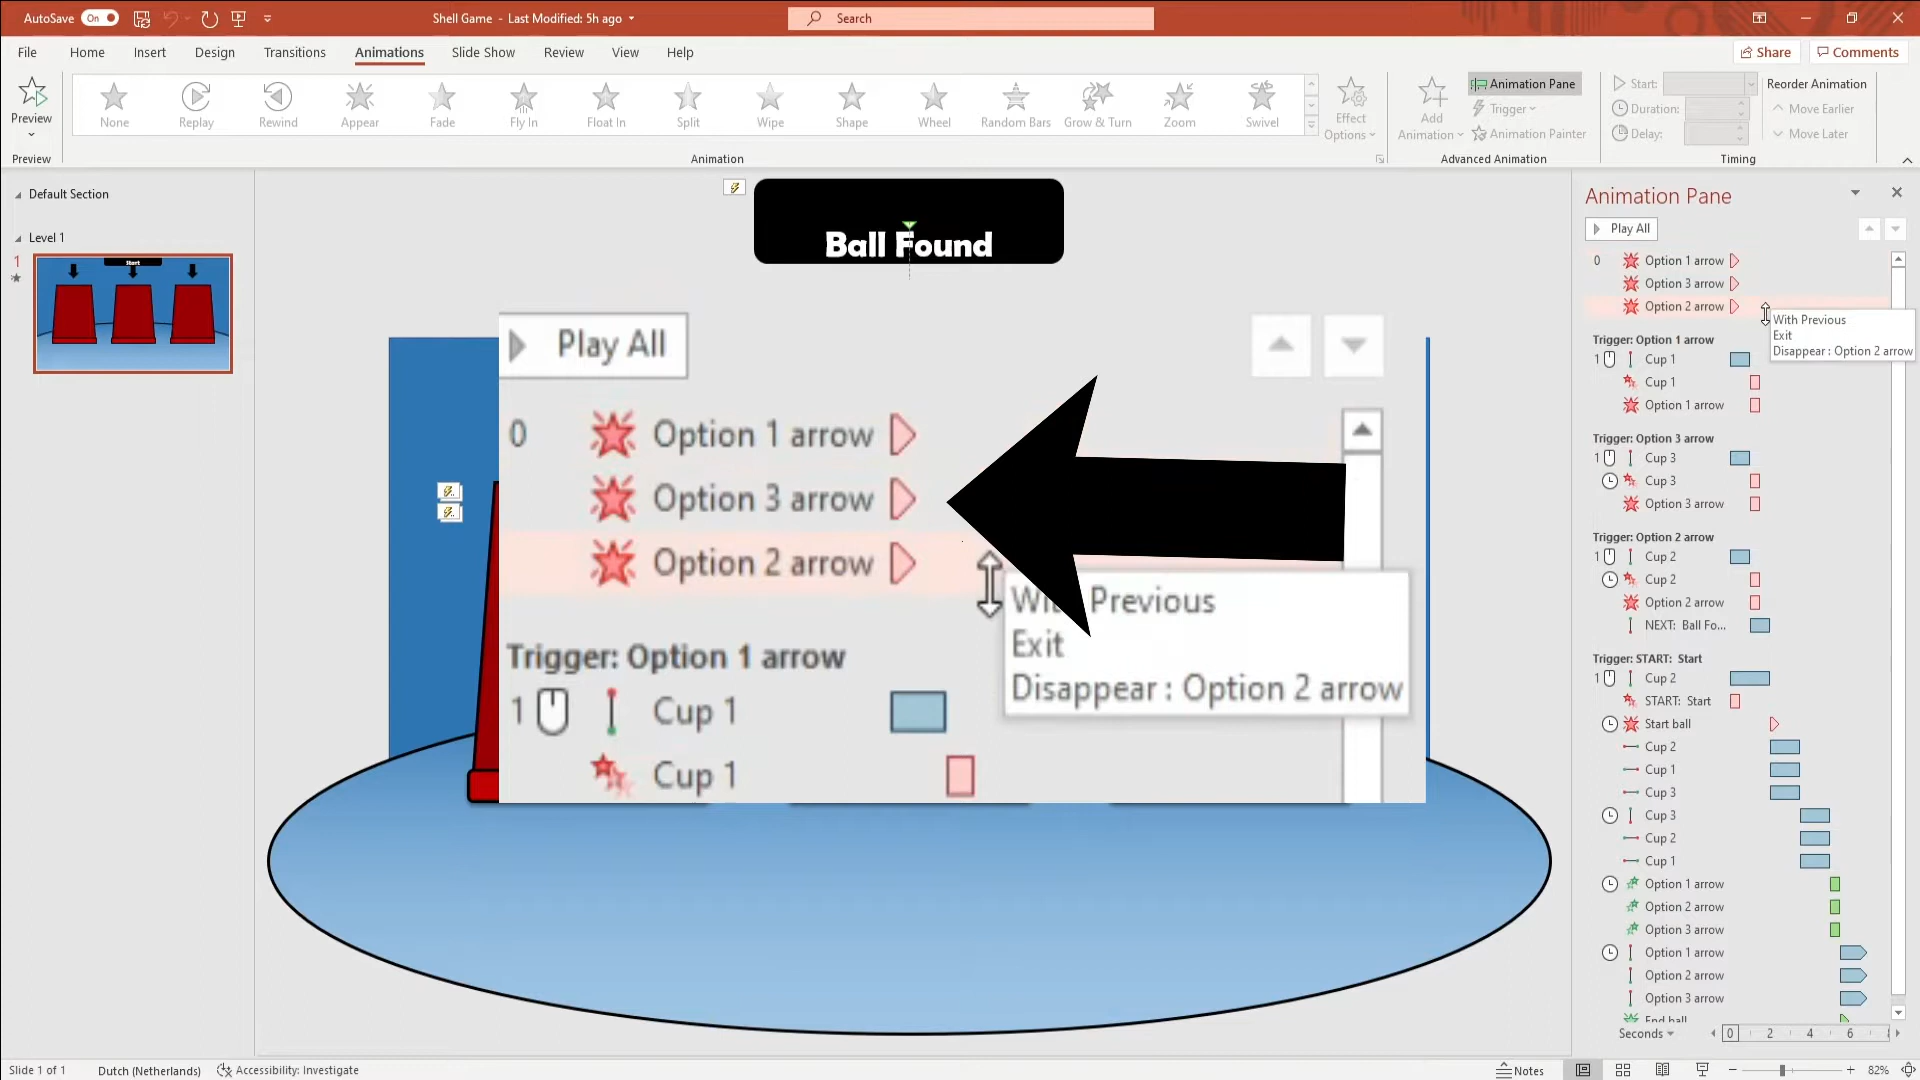 AutoSave On Shell Game - Last Modified: 5h ago Search
File Home Insert Design Transitions Animations Slide Show Review View Help Share Comments
Preview
None Replay Rewind Appear Fade Fly In Float In Split Wipe Shape Wheel Random Bars Grow & Turn Zoom Swivel
Effect Options
Add Animation
Animation Pane
Trigger
Animation Painter
Start:
Duration:
Delay:
Reorder Animation
Move Earlier
Move Later
Preview Animation Advanced Animation Timing
Default Section
Level 1
1
Start
Ball Found
Play All
0 Option 1 arrow
Option 3 arrow
Option 2 arrow
Previous
Exit
Disappear : Option 2 arrow
Trigger: Option 1 arrow
1 Cup 1
Cup 1
Animation Pane
Play All
0 Option 1 arrow
Option 3 arrow
Option 2 arrow
With Previous
Exit
Disappear : Option 2 arrow
Trigger: Option 1 arrow
1 Cup 1
Cup 1
Option 1 arrow
Trigger: Option 3 arrow
1 Cup 3
Cup 3
Option 3 arrow
Trigger: Option 2 arrow
1 Cup 2
Cup 2
Option 2 arrow
NEXT: Ball Fo...
Trigger: START: Start
1 Cup 2
START: Start
Start ball
Cup 2
Cup 1
Cup 3
Cup 3
Cup 2
Cup 1
Option 1 arrow
Option 2 arrow
Option 3 arrow
Option 1 arrow
Option 2 arrow
Option 3 arrow
End ball
Seconds 0 2 4 6
Slide 1 of 1 Dutch (Netherlands) Accessibility: Investigate Notes 82%